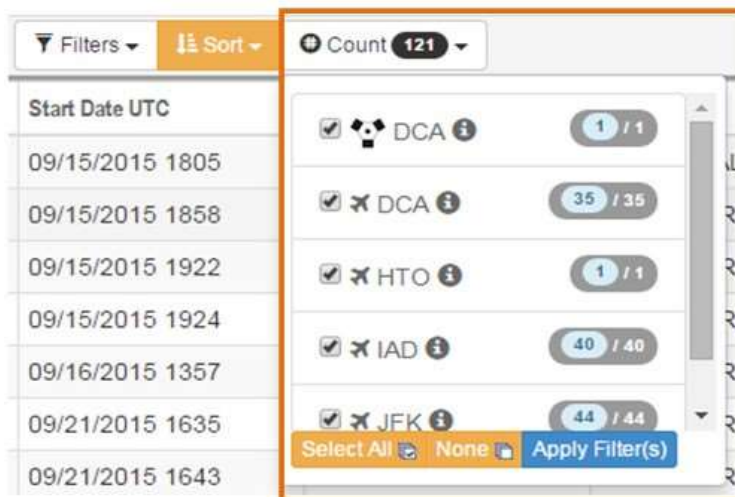 Filters Sort Count 121
Start Date UTC
09/15/2015 1805
09/15/2015 1858
09/15/2015 1922
09/15/2015 1924
09/16/2015 1357
09/21/2015 1635
09/21/2015 1643
DCA 1 / 1
DCA 35 / 35
HTO 1 / 1
IAD 40 / 40
JFK 44 / 44
Select All None Apply Filter(s)